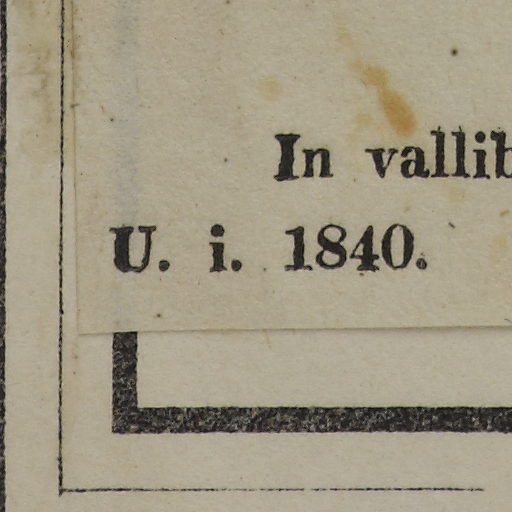 In vallib
U. i. 1840.